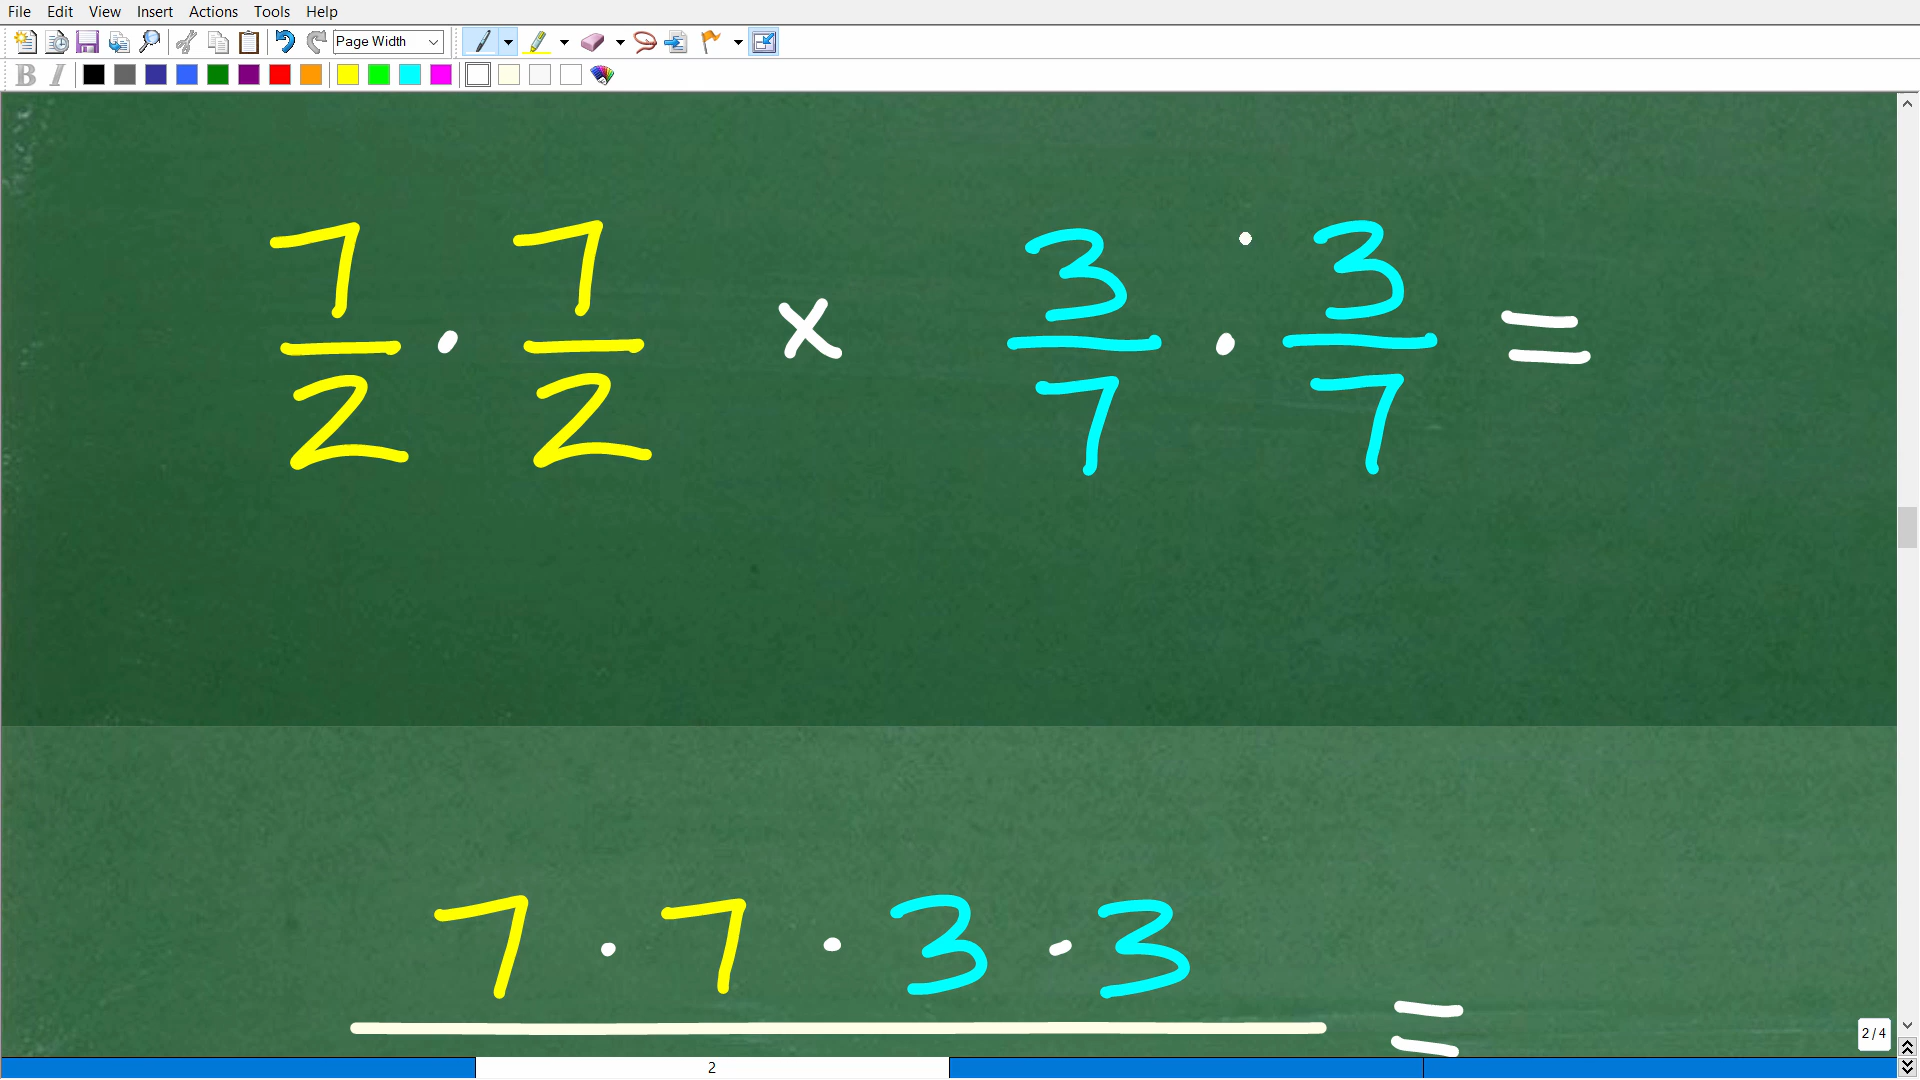 File Edit View Insert Actions Tools Help
Page Width
B I
7/2 · 7/2 x 3/7 · 3/7 =
7 · 7 · 3 · 3 =
2 / 4
2